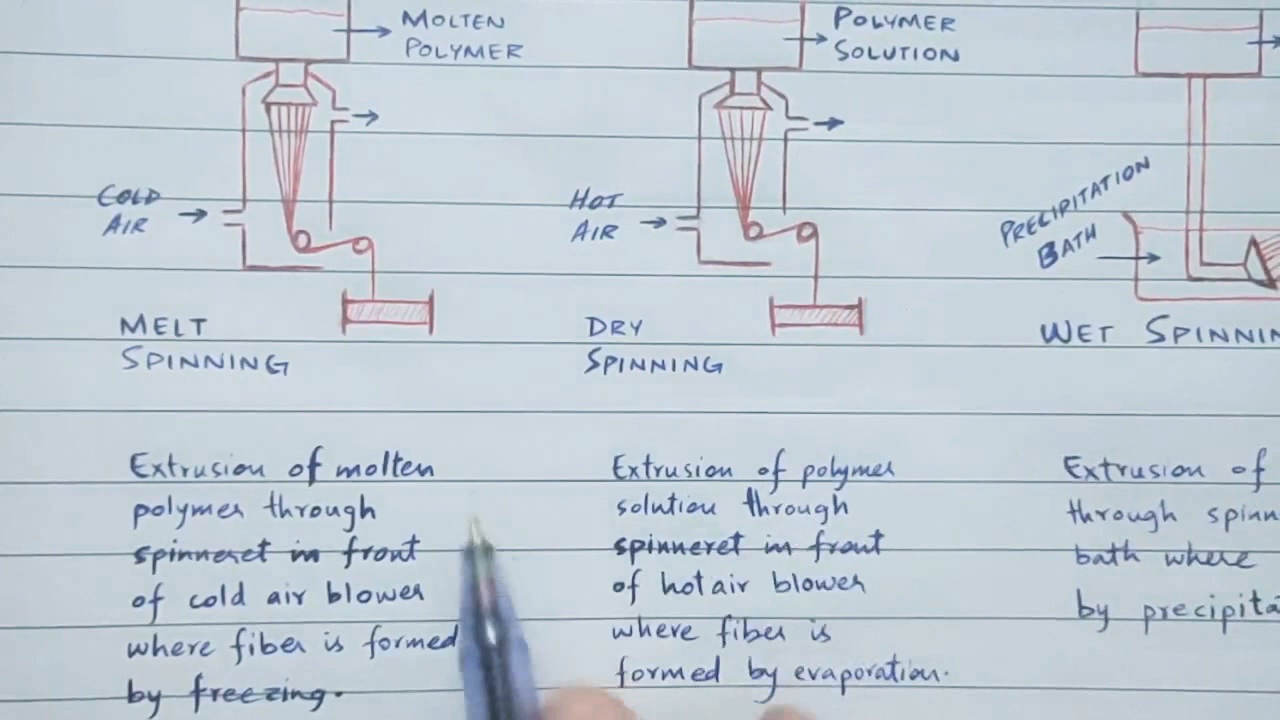 MOLTEN
POLYMER
COLD
AIR
MELT
SPINNING
Extrusion of molten
polymer through
spinneret in front
of cold air blower
where fiber is formed
by freezing.
POLYMER
SOLUTION
HOT
AIR
DRY
SPINNING
Extrusion of polymer
solution through
spinneret in front
of hot air blower
where fiber is
formed by evaporation.
PRECIPITATION
BATH
WET SPINNIN
Extrusion of
through spinn
bath where
by precipita